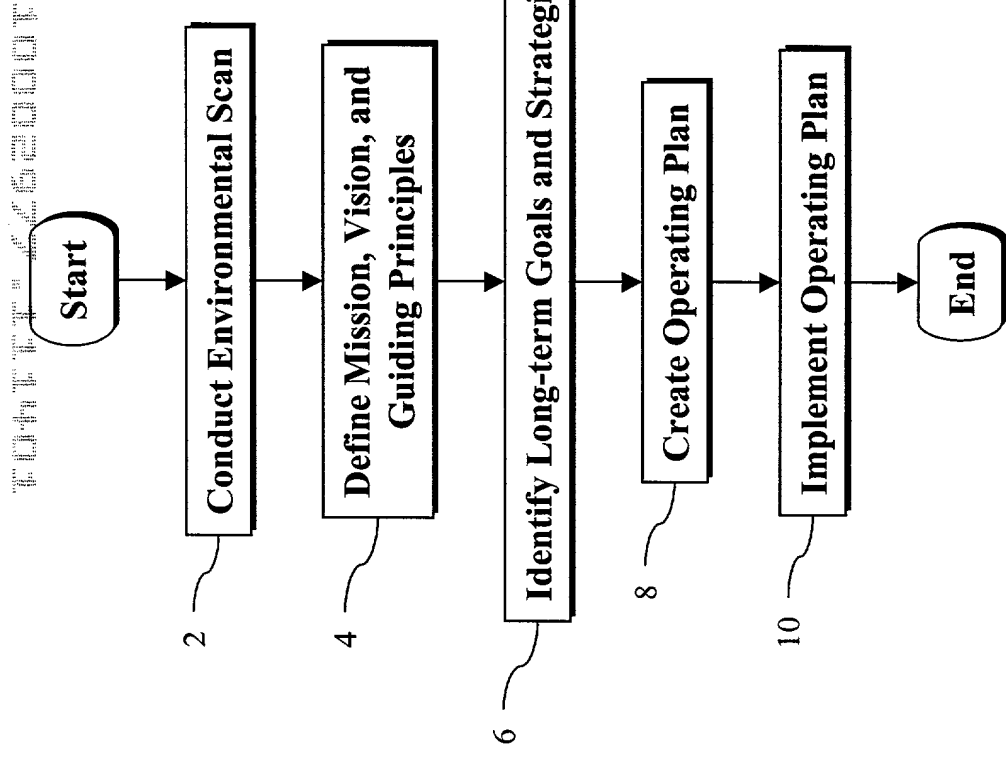 Start
2
Conduct Environmental Scan
4
Define Mission, Vision, and
Guiding Principles
6
Identify Long-term Goals and Strategi
8
Create Operating Plan
10
Implement Operating Plan
End